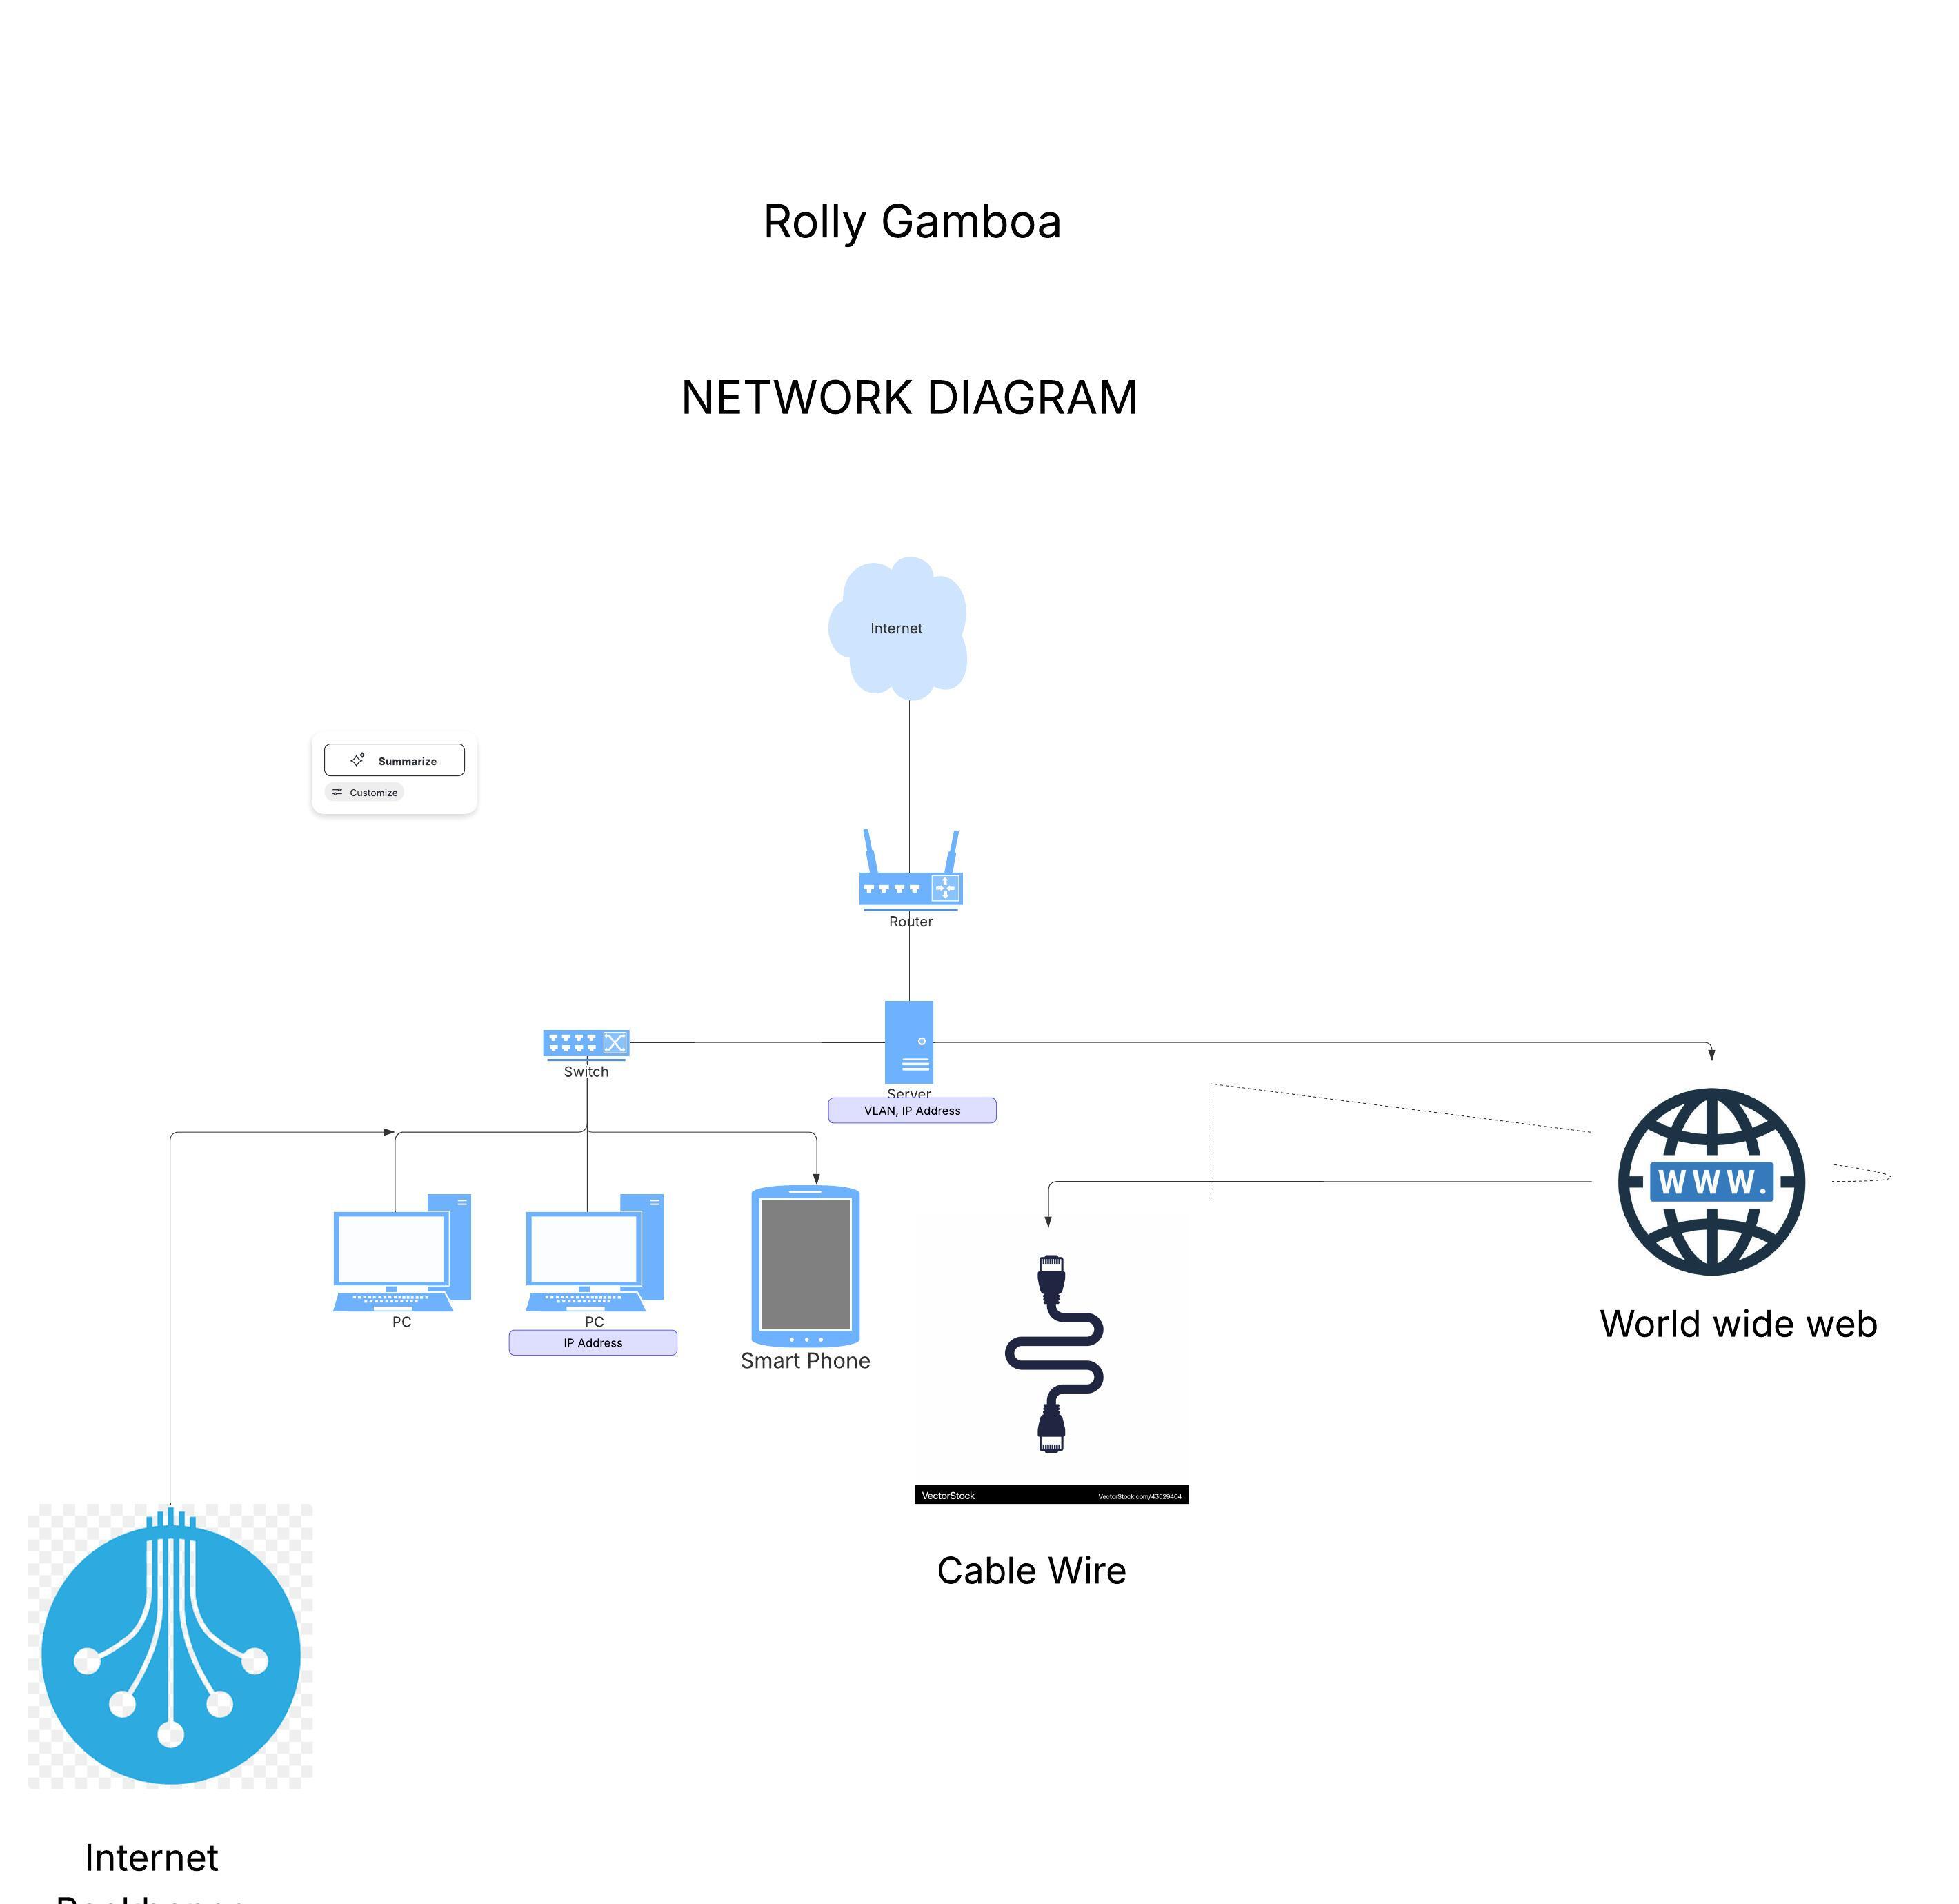 Rolly Gamboa
NETWORK DIAGRAM
Internet
Summarize
Customize
Router
Switch
Server
VLAN, IP Address
WWW.
PC
PC
IP Address
Smart Phone
World wide web
VectorStock
VectorStock.com/43529464
Cable Wire
Internet